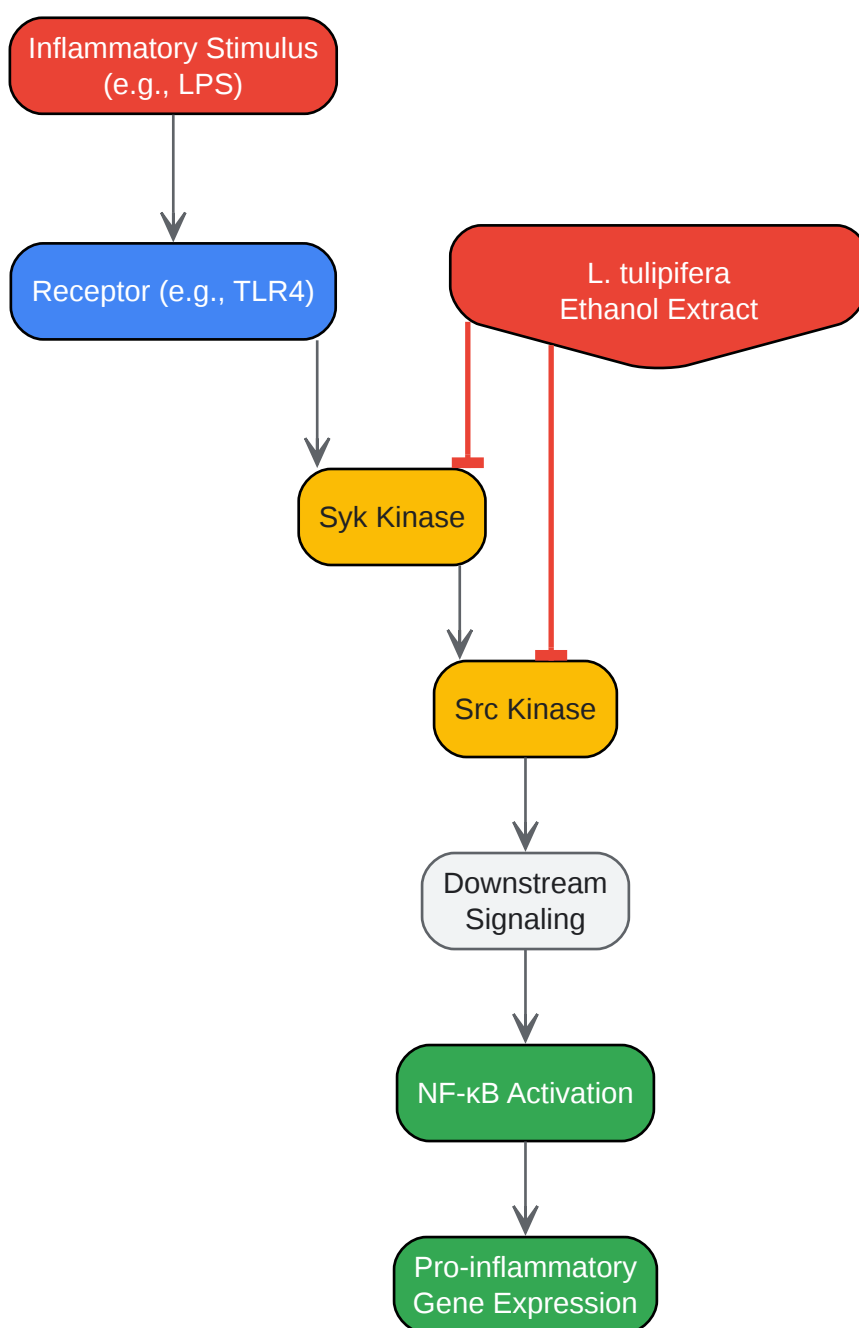 Inflammatory Stimulus
(e.g., LPS)
Receptor (e.g., TLR4)
L. tulipifera
Ethanol Extract
Syk Kinase
Src Kinase
Downstream
Signaling
NF-κB Activation
Pro-inflammatory
Gene Expression